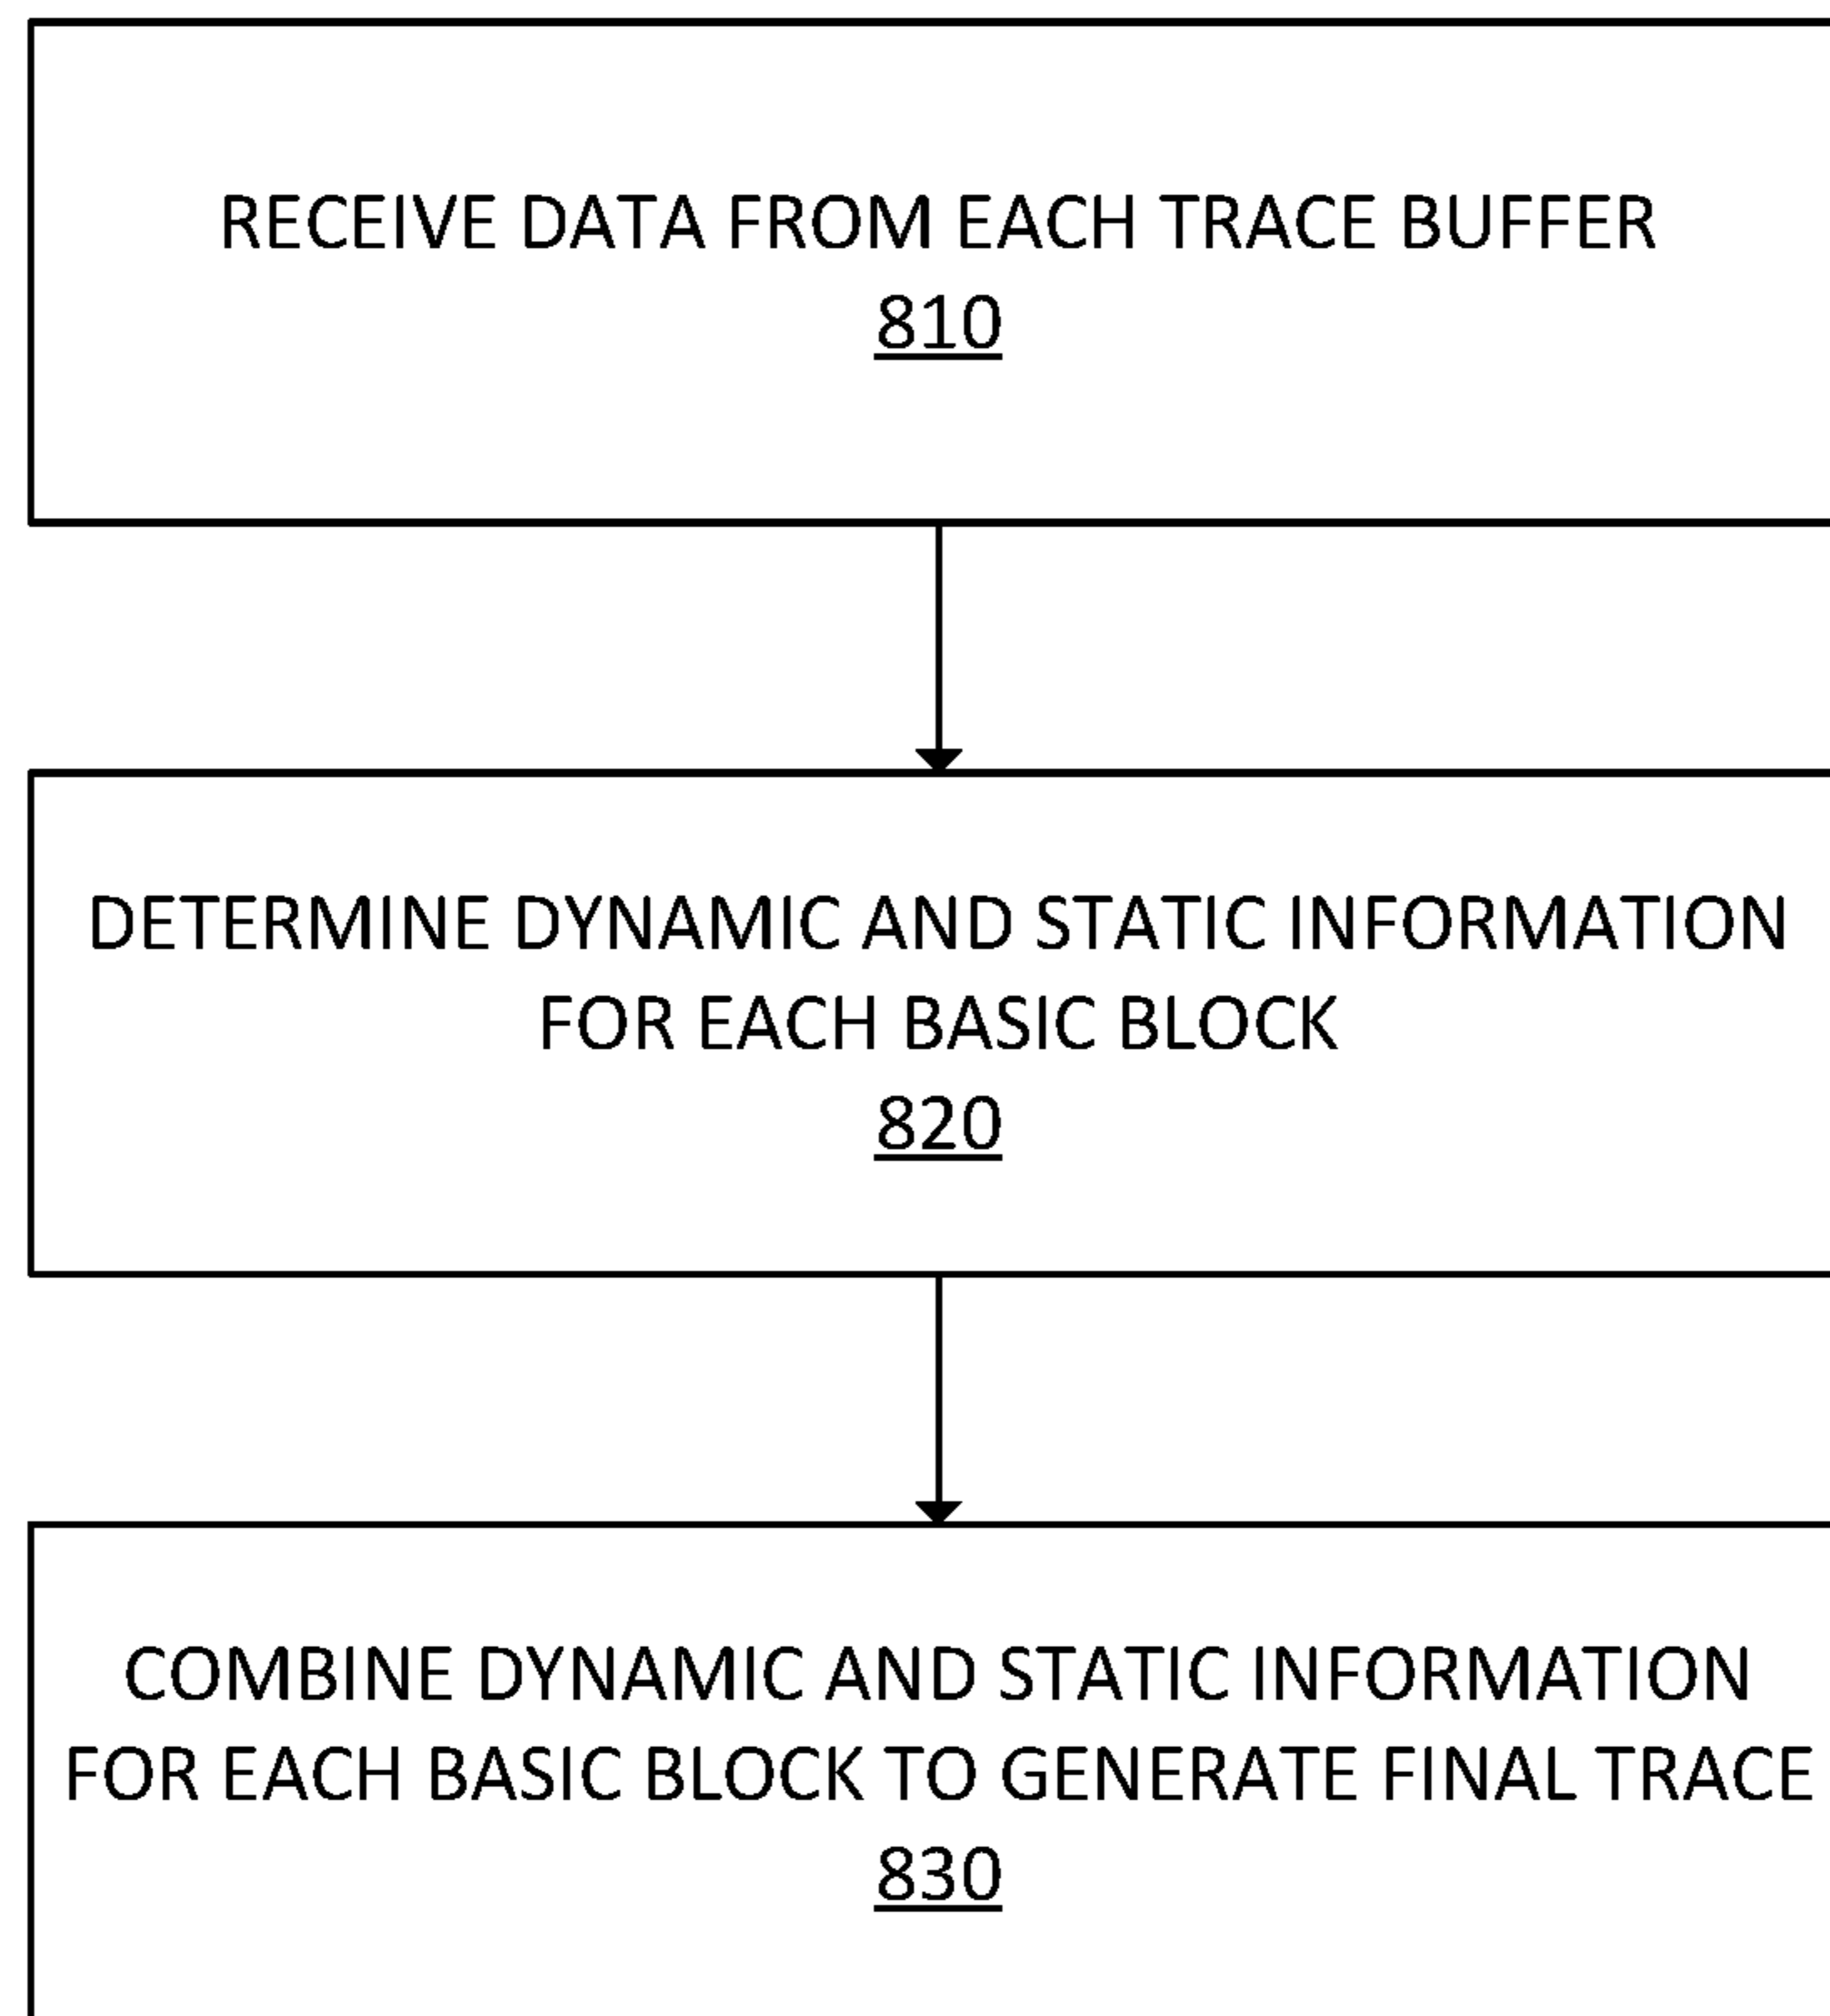 RECEIVE DATA FROM EACH TRACE BUFFER
810
DETERMINE DYNAMIC AND STATIC INFORMATION
FOR EACH BASIC BLOCK
820
COMBINE DYNAMIC AND STATIC INFORMATION
FOR EACH BASIC BLOCK TO GENERATE FINAL TRACE
830